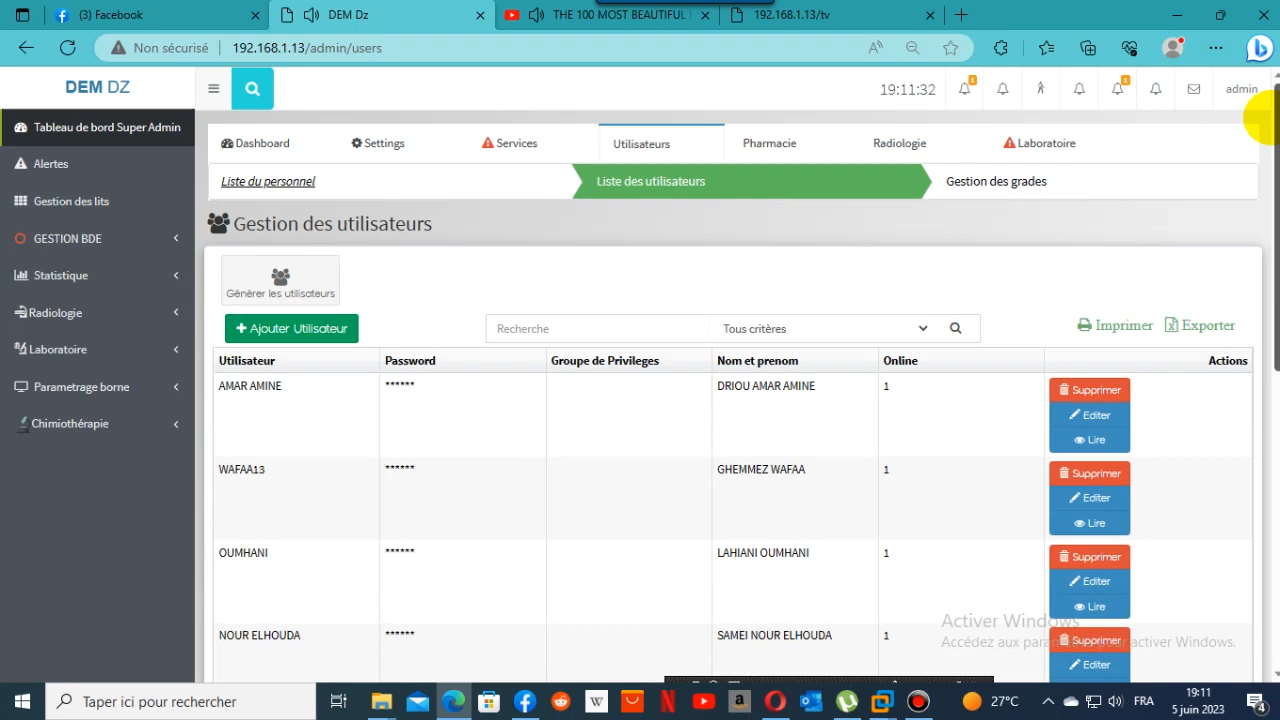 (3) Facebook
DEM Dz
THE 100 MOST BEAUTIFUL
192.168.1.13/tv
Non sécurisé
192.168.1.13/admin/users
DEM DZ
19:11:32
1
1
admin
Tableau de bord Super Admin
Alertes
Gestion des lits
GESTION BDE
Statistique
Radiologie
Laboratoire
Parametrage borne
Chimiothérapie
Dashboard
Settings
Services
Utilisateurs
Pharmacie
Radiologie
Laboratoire
Liste du personnel
Liste des utilisateurs
Gestion des grades
Gestion des utilisateurs
Générer les utilisateurs
+ Ajouter Utilisateur
Recherche
Tous critères
Imprimer
Exporter
Utilisateur Password Groupe de Privileges Nom et prenom Online Actions
AMAR AMINE ****** DRIOU AMAR AMINE 1 Supprimer
Editer
Lire
WAFAA13 ****** GHEMMEZ WAFAA 1 Supprimer
Editer
Lire
OUMHANI ****** LAHIANI OUMHANI 1 Supprimer
Editer
Lire
NOUR ELHOUDA ****** SAMEI NOUR ELHOUDA 1 Supprimer
Editer
Activer Windows
Accédez aux activer Windows.
Taper ici pour rechercher
27°C
FRA
19:11
5 juin 2023
4